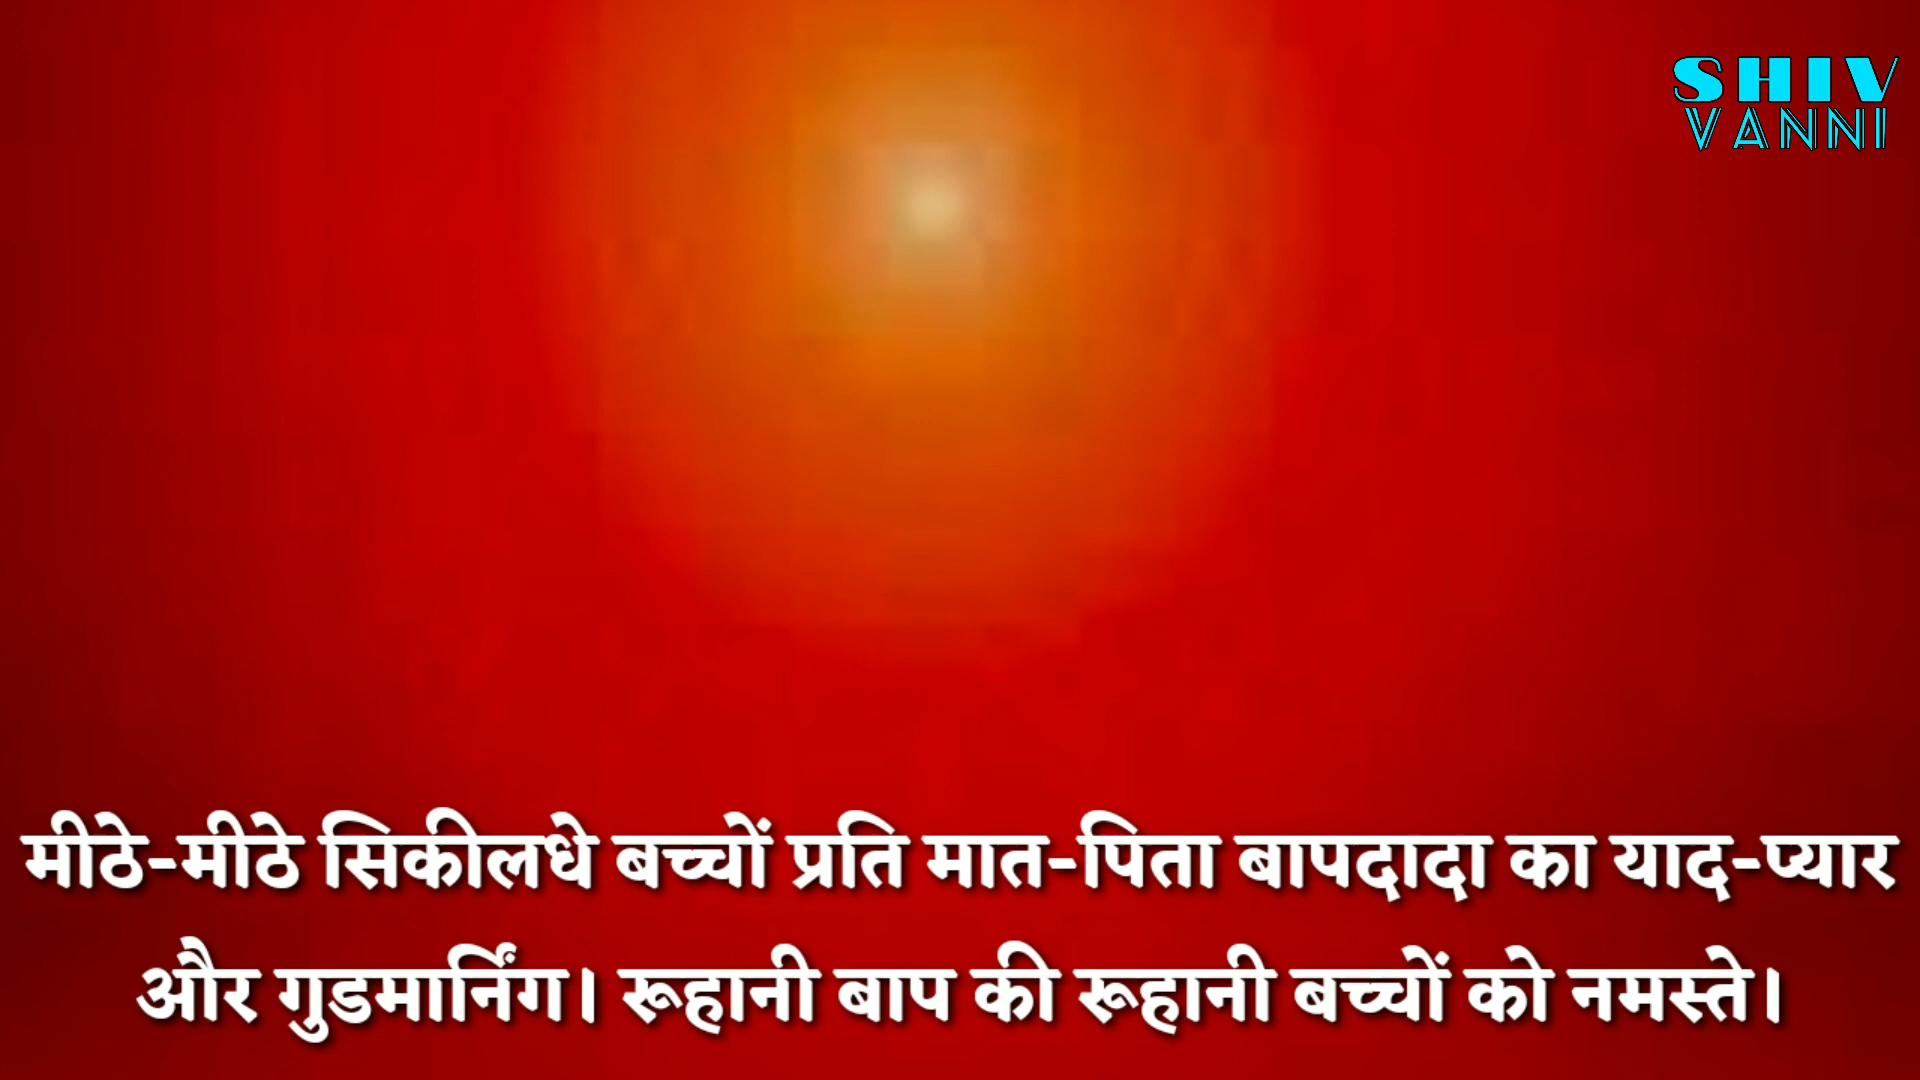 SHIV
VANNI
मीठे-मीठे सिकीलधे बच्चों प्रति मात-पिता बापदादा का याद-प्यार
और गुडमार्निंग। रूहानी बाप की रूहानी बच्चों को नमस्ते।